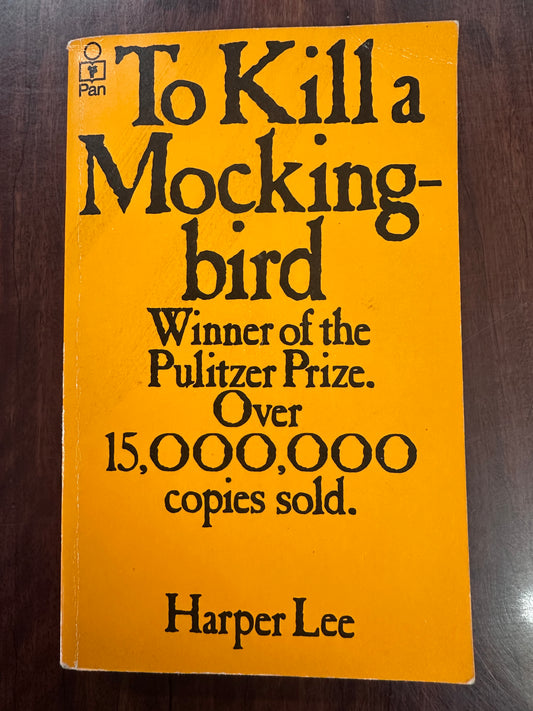 Pan
To Kill a
Mocking-
bird
Winner of the
Pulitzer Prize.
Over
15,000,000
copies sold.
Harper Lee